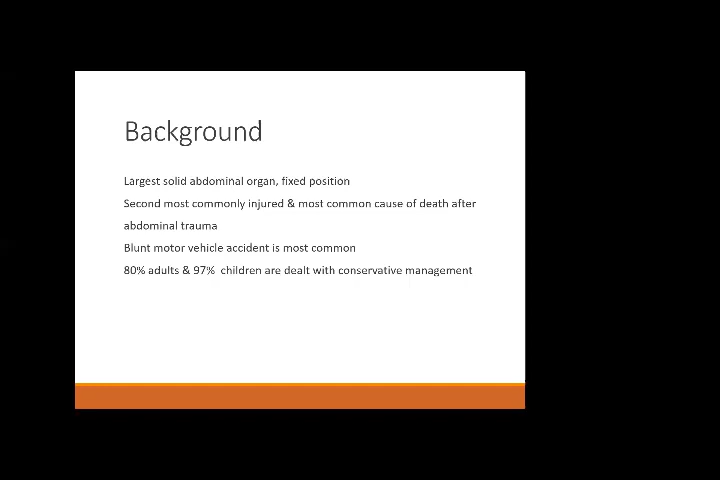 Background
Largest solid abdominal organ, fixed position
Second most commonly injured & most common cause of death after
abdominal trauma
Blunt motor vehicle accident is most common
80% adults & 97% children are dealt with conservative management